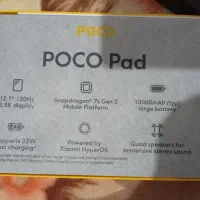 POCO
POCO Pad
12.1" 120Hz
2.5K display
Snapdragon® 7s Gen 2
Mobile Platform
10000mAh (typ)
large battery
Supports 33W
fast charging*
Powered by
Xiaomi HyperOS
Quad speakers for
immersive stereo sound